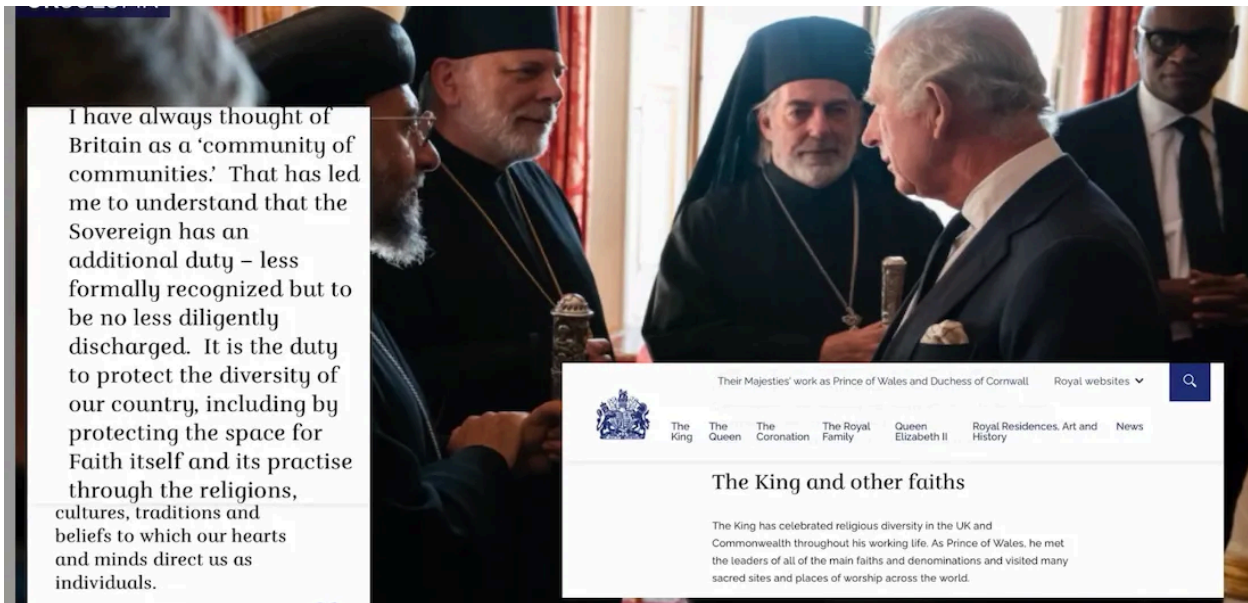 I have always thought of
Britain as a ‘community of
communities.’ That has led
me to understand that the
Sovereign has an
additional duty – less
formally recognized but to
be no less diligently
discharged. It is the duty
to protect the diversity of
our country, including by
protecting the space for
Faith itself and its practise
through the religions,
cultures, traditions and
beliefs to which our hearts
and minds direct us as
individuals.
Their Majesties' work as Prince of Wales and Duchess of Cornwall Royal websites
The King The Queen The Coronation The Royal Family Queen Elizabeth II Royal Residences, Art and History News
The King and other faiths
The King has celebrated religious diversity in the UK and
Commonwealth throughout his working life. As Prince of Wales, he met
the leaders of all of the main faiths and denominations and visited many
sacred sites and places of worship across the world.